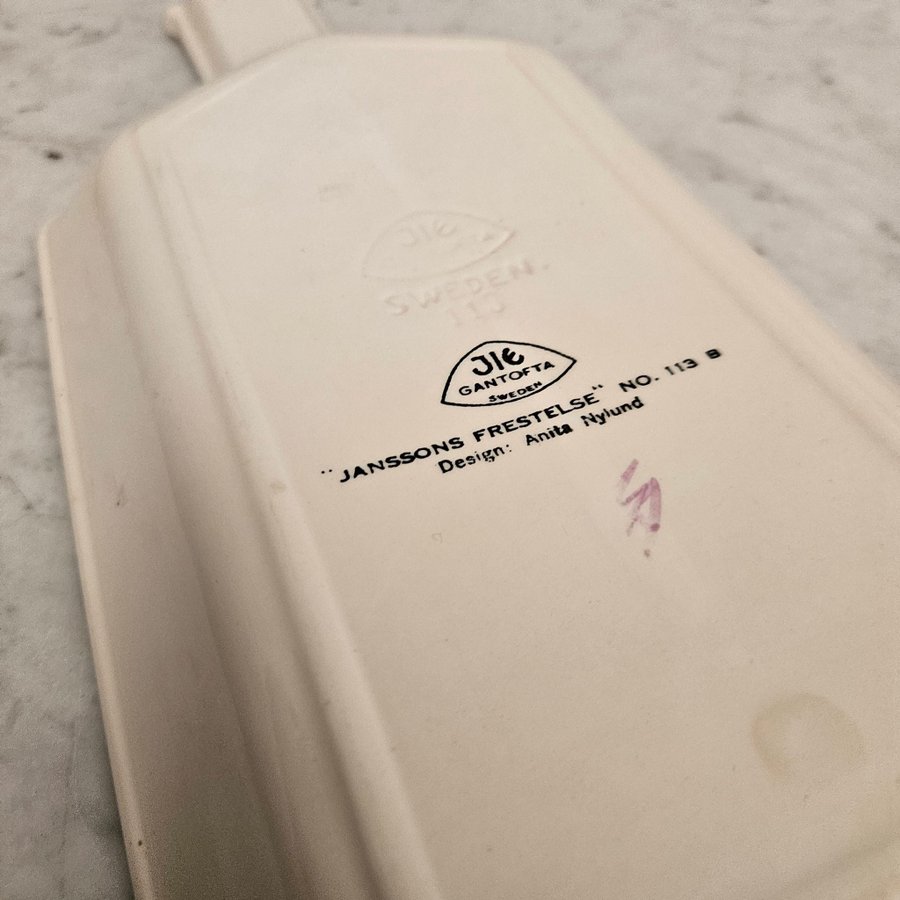 JIE
SWEDEN.
113
JIE
GANTOFTA
SWEDEN
"JANSSONS FRESTELSE" NO. 113 B
Design: Anita Nylund